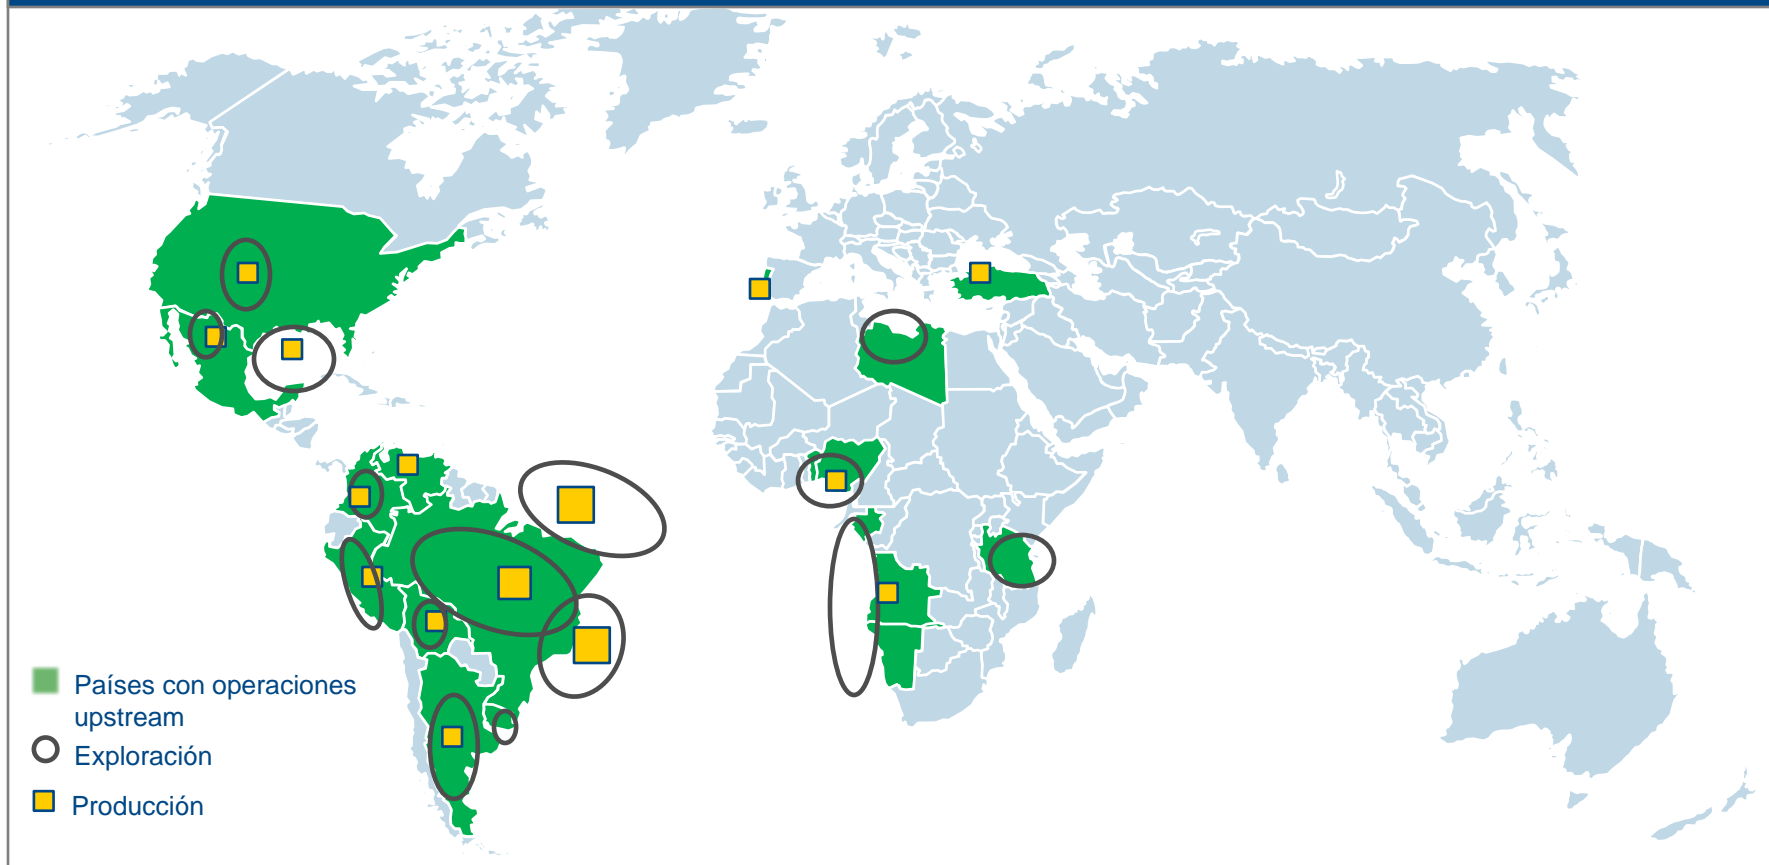 Países con operaciones
upstream
Exploración
Producción